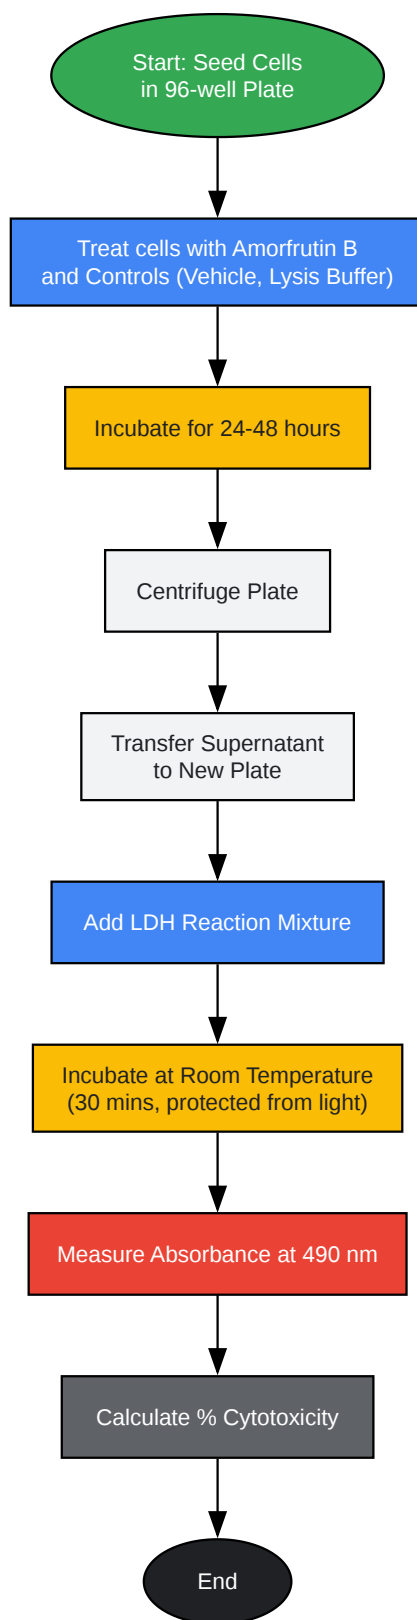 Start: Seed Cells
in 96-well Plate
Treat cells with Amorfrutin B
and Controls (Vehicle, Lysis Buffer)
Incubate for 24-48 hours
Centrifuge Plate
Transfer Supernatant
to New Plate
Add LDH Reaction Mixture
Incubate at Room Temperature
(30 mins, protected from light)
Measure Absorbance at 490 nm
Calculate % Cytotoxicity
End